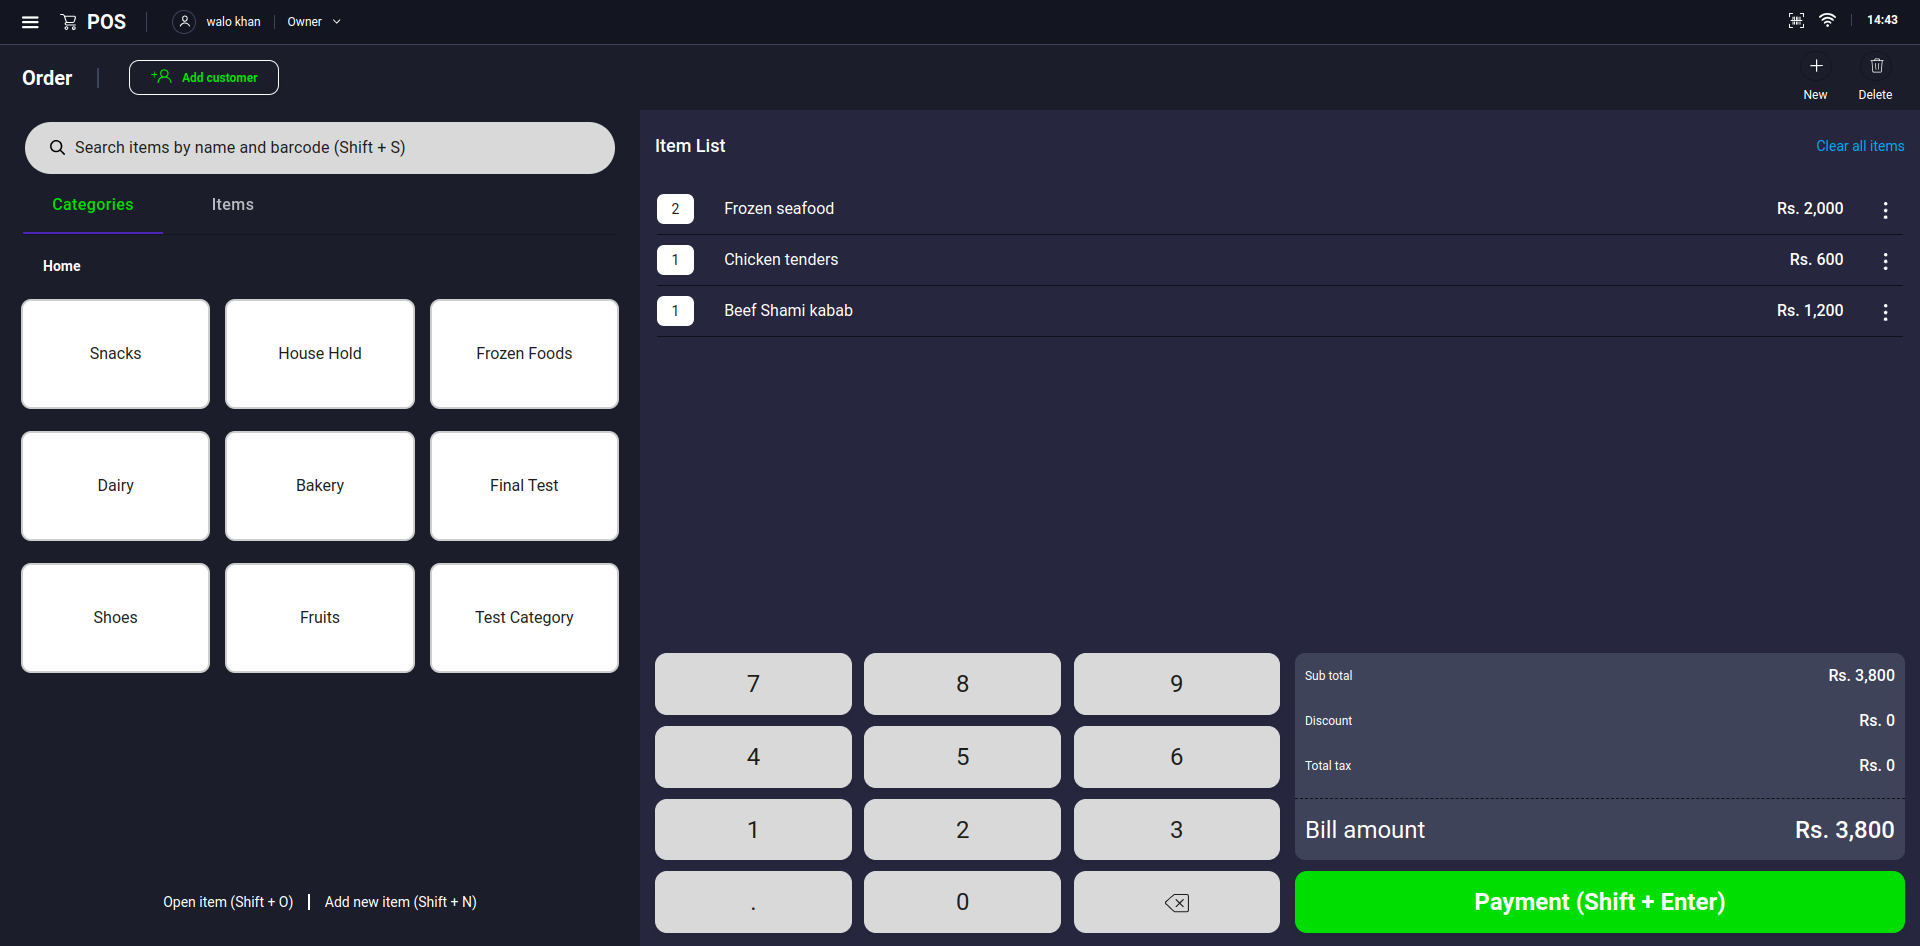 POS
walo khan
Owner
14:43
Order
Add customer
New
Delete
Search items by name and barcode (Shift + S)
Categories
Items
Home
Snacks
House Hold
Frozen Foods
Dairy
Bakery
Final Test
Shoes
Fruits
Test Category
Open item (Shift + O)
Add new item (Shift + N)
Item List
Clear all items
2 Frozen seafood Rs. 2,000
1 Chicken tenders Rs. 600
1 Beef Shami kabab Rs. 1,200
7 8 9
4 5 6
1 2 3
. 0
Sub total Rs. 3,800
Discount Rs. 0
Total tax Rs. 0
Bill amount Rs. 3,800
Payment (Shift + Enter)